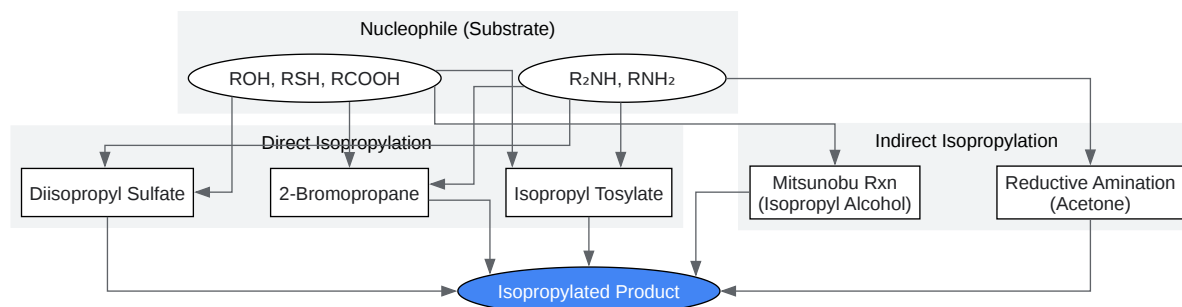 Nucleophile (Substrate)
ROH, RSH, RCOOH
R₂NH, RNH₂
Direct Isopropylation
Indirect Isopropylation
Diisopropyl Sulfate
2-Bromopropane
Isopropyl Tosylate
Mitsunobu Rxn
(Isopropyl Alcohol)
Reductive Amination
(Acetone)
Isopropylated Product